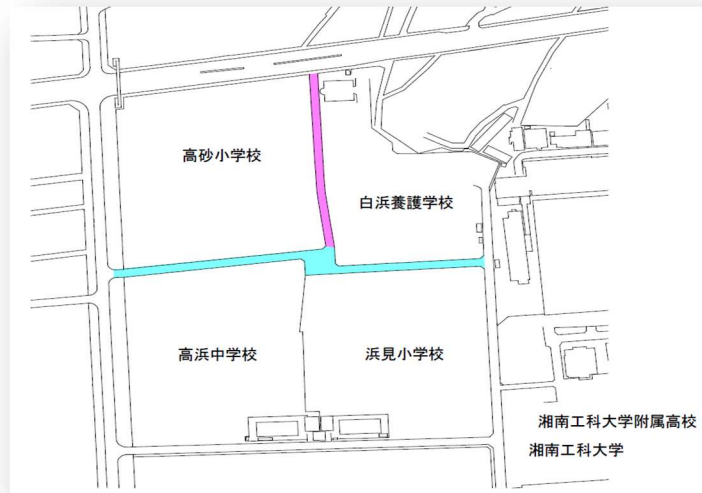 高砂小学校
白浜養護学校
高浜中学校
浜見小学校
湘南工科大学附属高校
湘南工科大学